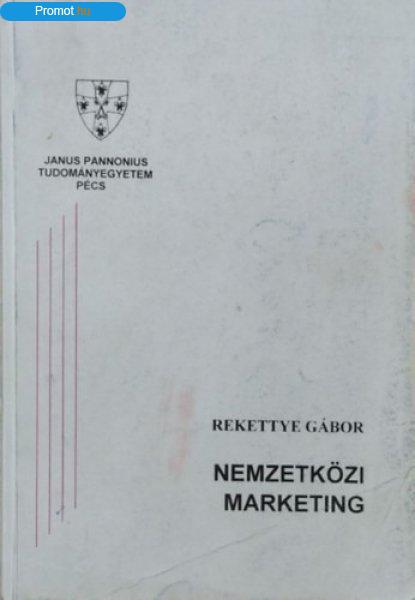 Promot.hu
JANUS PANNONIUS
TUDOMÁNYEGYETEM
PÉCS
REKETTYE GÁBOR
NEMZETKÖZI
MARKETING